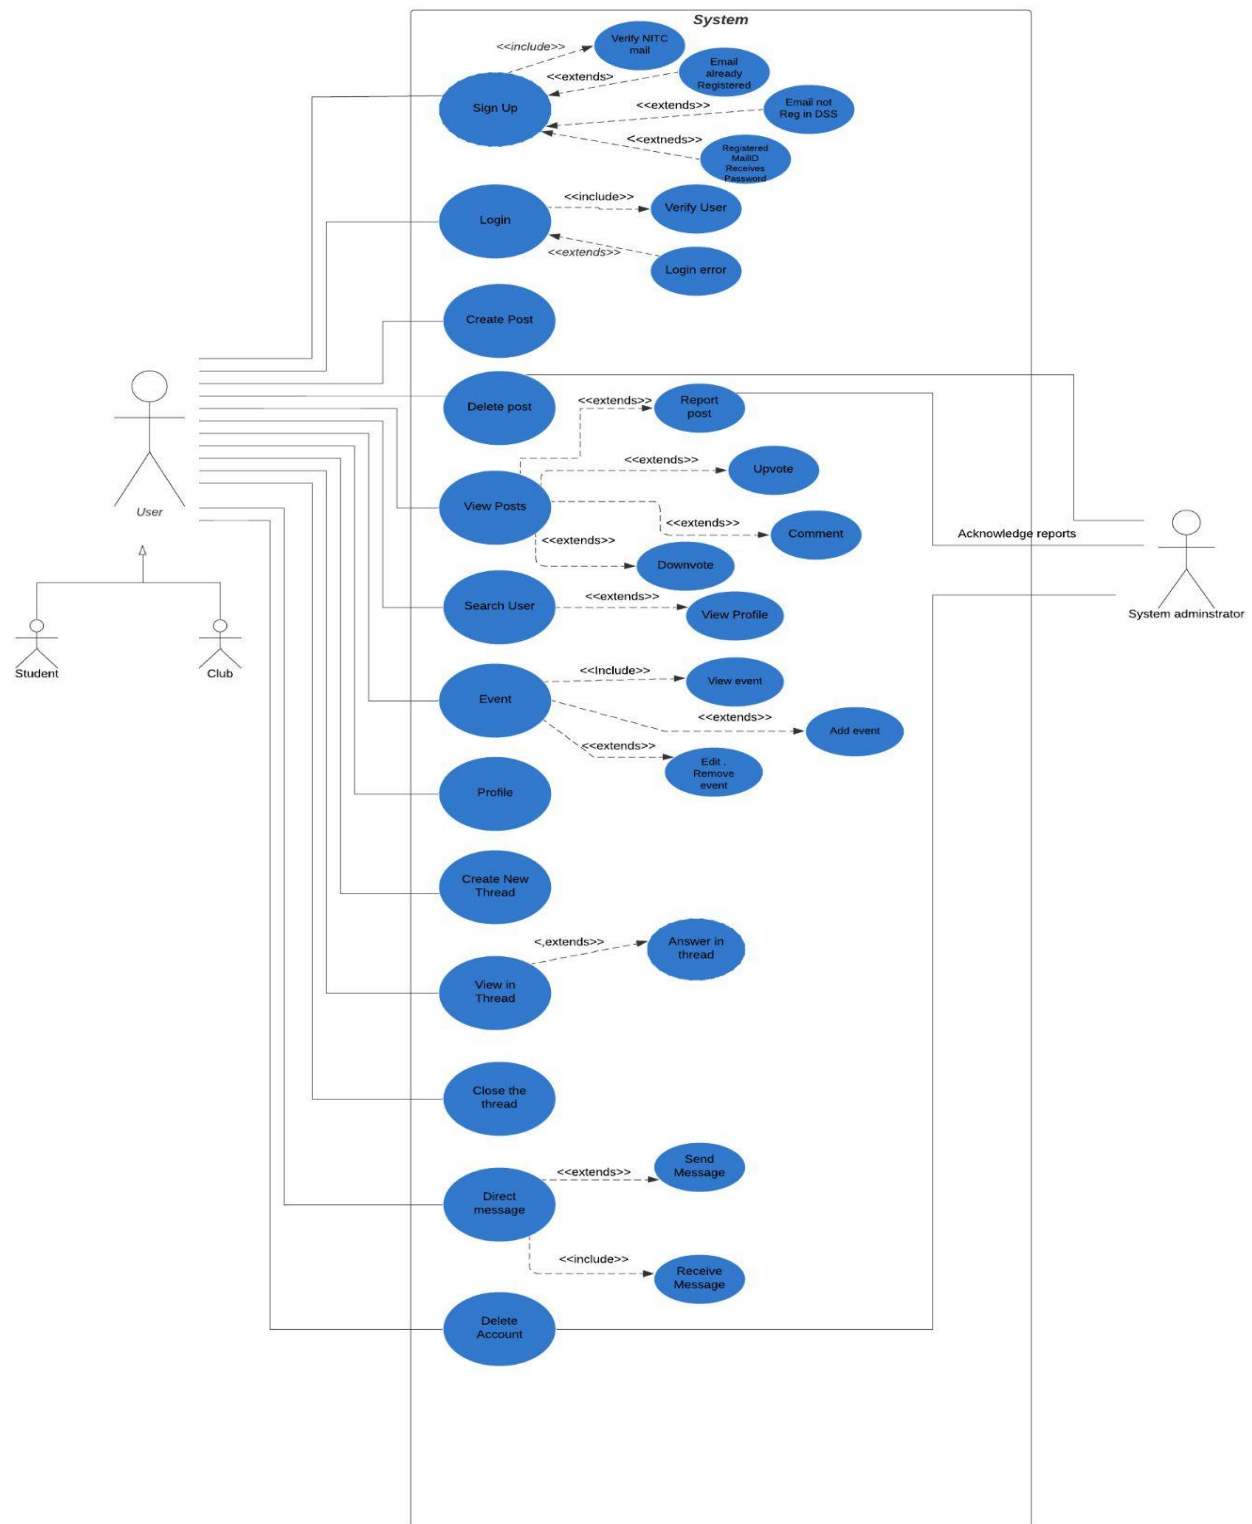 System
<<include>>
Verify NITC
mail
<<extends>
Email
already
Registered
Sign Up
<<extends>>
Email not
Reg in DSS
<<extneds>>
Registered
MailID
Receives
Password
<<include>>
Verify User
Login
<<extends>>
Login error
Create Post
Delete post
<<extends>>
Report
post
<<extends>>
Upvote
View Posts
<<extends>>
Comment
<<extends>>
Downvote
Acknowledge reports
User
System adminstrator
Search User
<<extends>>
View Profile
Student
Club
<<Include>>
View event
Event
<<extends>>
Add event
<<extends>>
Edit .
Remove
event
Profile
Create New
Thread
<,extends>>
Answer in
thread
View in
Thread
Close the
thread
<<extends>>
Send
Message
Direct
message
<<include>>
Receive
Message
Delete
Account